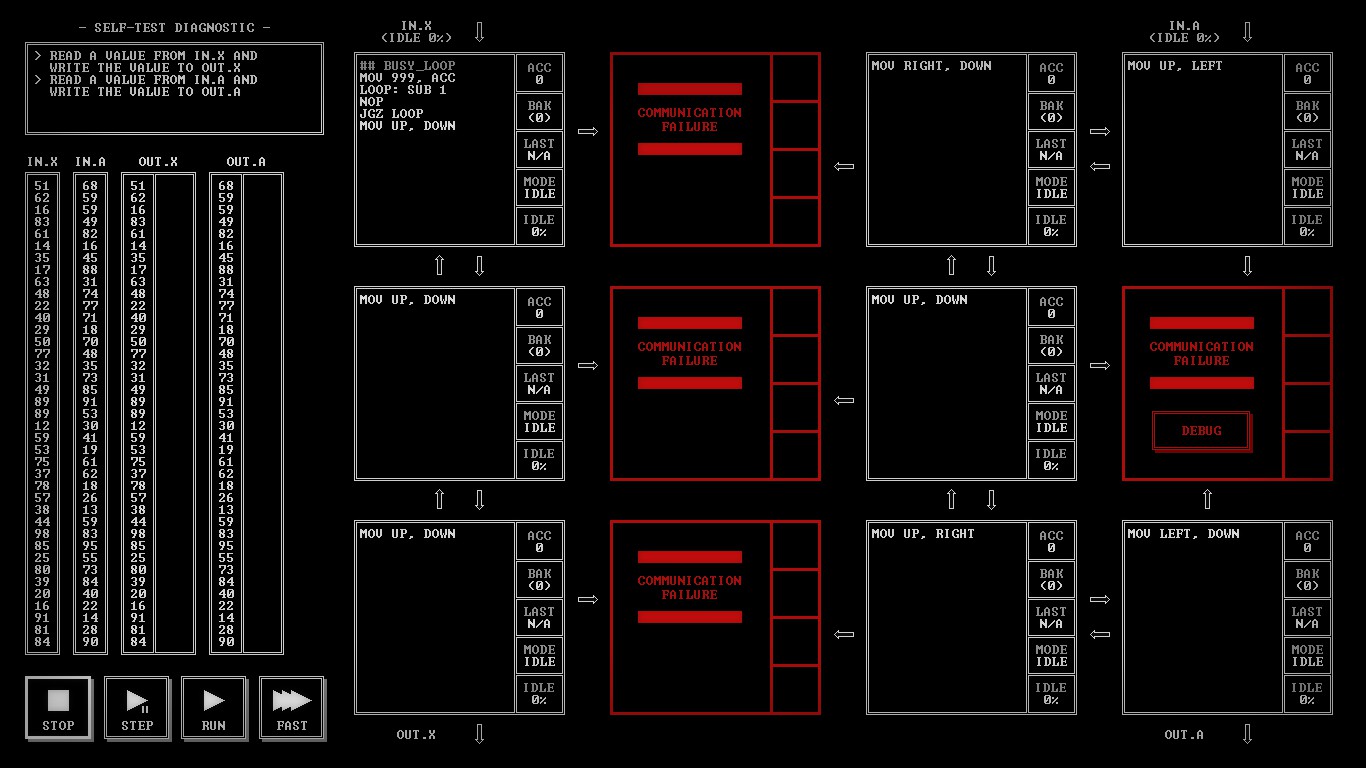 - SELF-TEST DIAGNOSTIC -
> READ A VALUE FROM IN.X AND
WRITE THE VALUE TO OUT.X
> READ A VALUE FROM IN.A AND
WRITE THE VALUE TO OUT.A
IN.X IN.A OUT.X OUT.A
51 68 51 68
62 59 62 59
16 59 16 59
83 49 83 49
61 82 61 82
14 16 14 16
35 45 35 45
17 88 17 88
63 31 63 31
48 74 48 74
22 77 22 77
40 71 40 71
29 18 29 18
50 70 50 70
77 48 77 48
32 35 32 35
31 73 31 73
49 85 49 85
89 91 89 91
89 53 89 53
12 30 12 30
59 41 59 41
53 19 53 19
75 61 75 61
37 62 37 62
78 18 78 18
57 26 57 26
38 13 38 13
44 59 44 59
98 83 98 83
85 95 85 95
25 55 25 55
80 73 80 73
39 84 39 84
20 40 20 40
16 22 16 22
91 14 91 14
81 28 81 28
84 90 84 90
STOP
STEP
RUN
FAST
IN.X
(IDLE 0%)
IN.A
(IDLE 0%)
## BUSY_LOOP
MOV 999, ACC
LOOP: SUB 1
NOP
JGZ LOOP
MOV UP, DOWN
ACC
0
BAK
(0)
LAST
N/A
MODE
IDLE
IDLE
0%
COMMUNICATION
FAILURE
MOV RIGHT, DOWN
ACC
0
BAK
(0)
LAST
N/A
MODE
IDLE
IDLE
0%
MOV UP, LEFT
ACC
0
BAK
(0)
LAST
N/A
MODE
IDLE
IDLE
0%
MOV UP, DOWN
ACC
0
BAK
(0)
LAST
N/A
MODE
IDLE
IDLE
0%
COMMUNICATION
FAILURE
MOV UP, DOWN
ACC
0
BAK
(0)
LAST
N/A
MODE
IDLE
IDLE
0%
COMMUNICATION
FAILURE
DEBUG
MOV UP, DOWN
ACC
0
BAK
(0)
LAST
N/A
MODE
IDLE
IDLE
0%
COMMUNICATION
FAILURE
MOV UP, RIGHT
ACC
0
BAK
(0)
LAST
N/A
MODE
IDLE
IDLE
0%
MOV LEFT, DOWN
ACC
0
BAK
(0)
LAST
N/A
MODE
IDLE
IDLE
0%
OUT.X
OUT.A